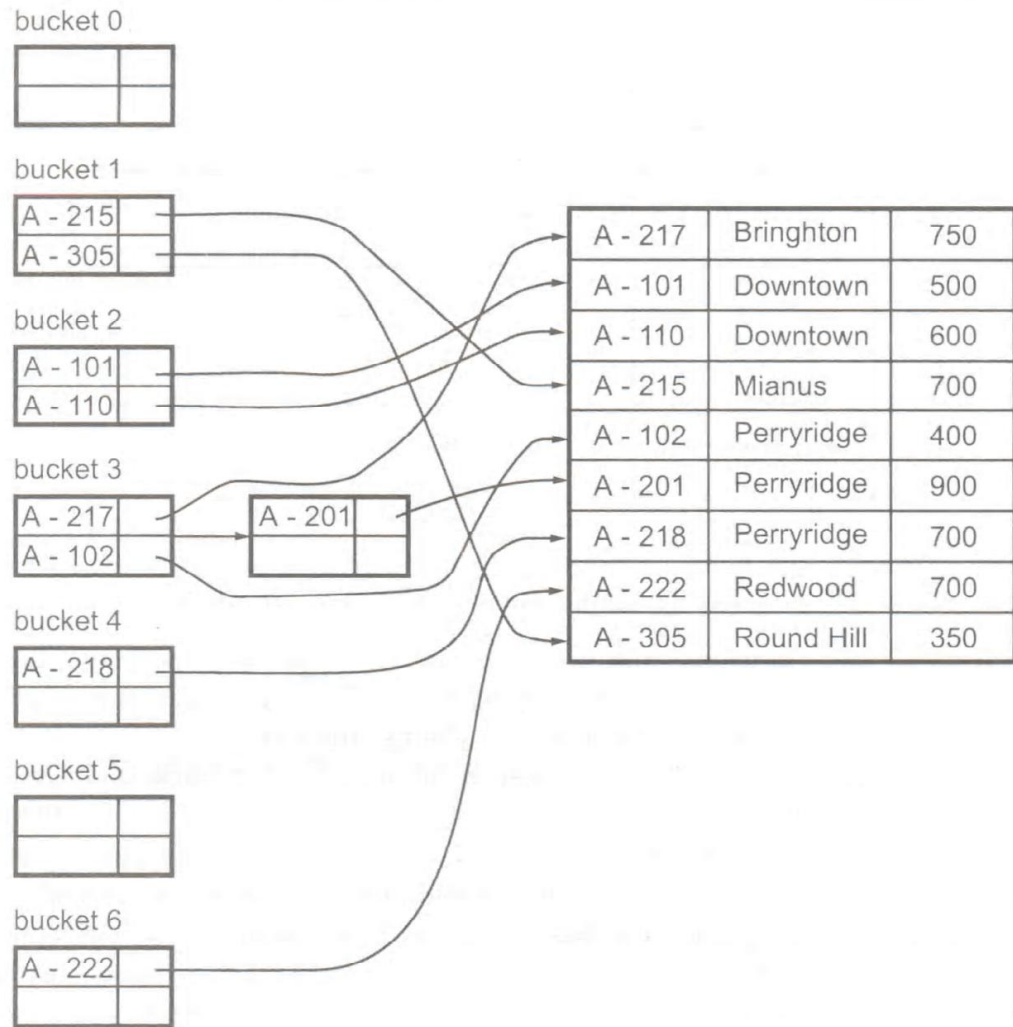 bucket 0
bucket 1
A - 215
A - 305
bucket 2
A - 101
A - 110
bucket 3
A - 217
A - 102
A - 201
bucket 4
A - 218
bucket 5
bucket 6
A - 222
A - 217 Bringhton 750
A - 101 Downtown 500
A - 110 Downtown 600
A - 215 Mianus 700
A - 102 Perryridge 400
A - 201 Perryridge 900
A - 218 Perryridge 700
A - 222 Redwood 700
A - 305 Round Hill 350